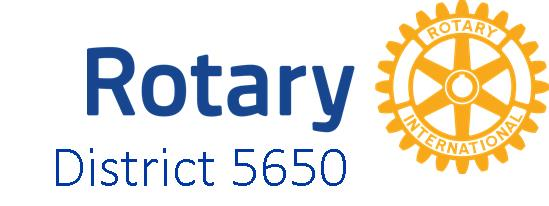 Rotary
District 5650
ROTARY
INTERNATIONAL